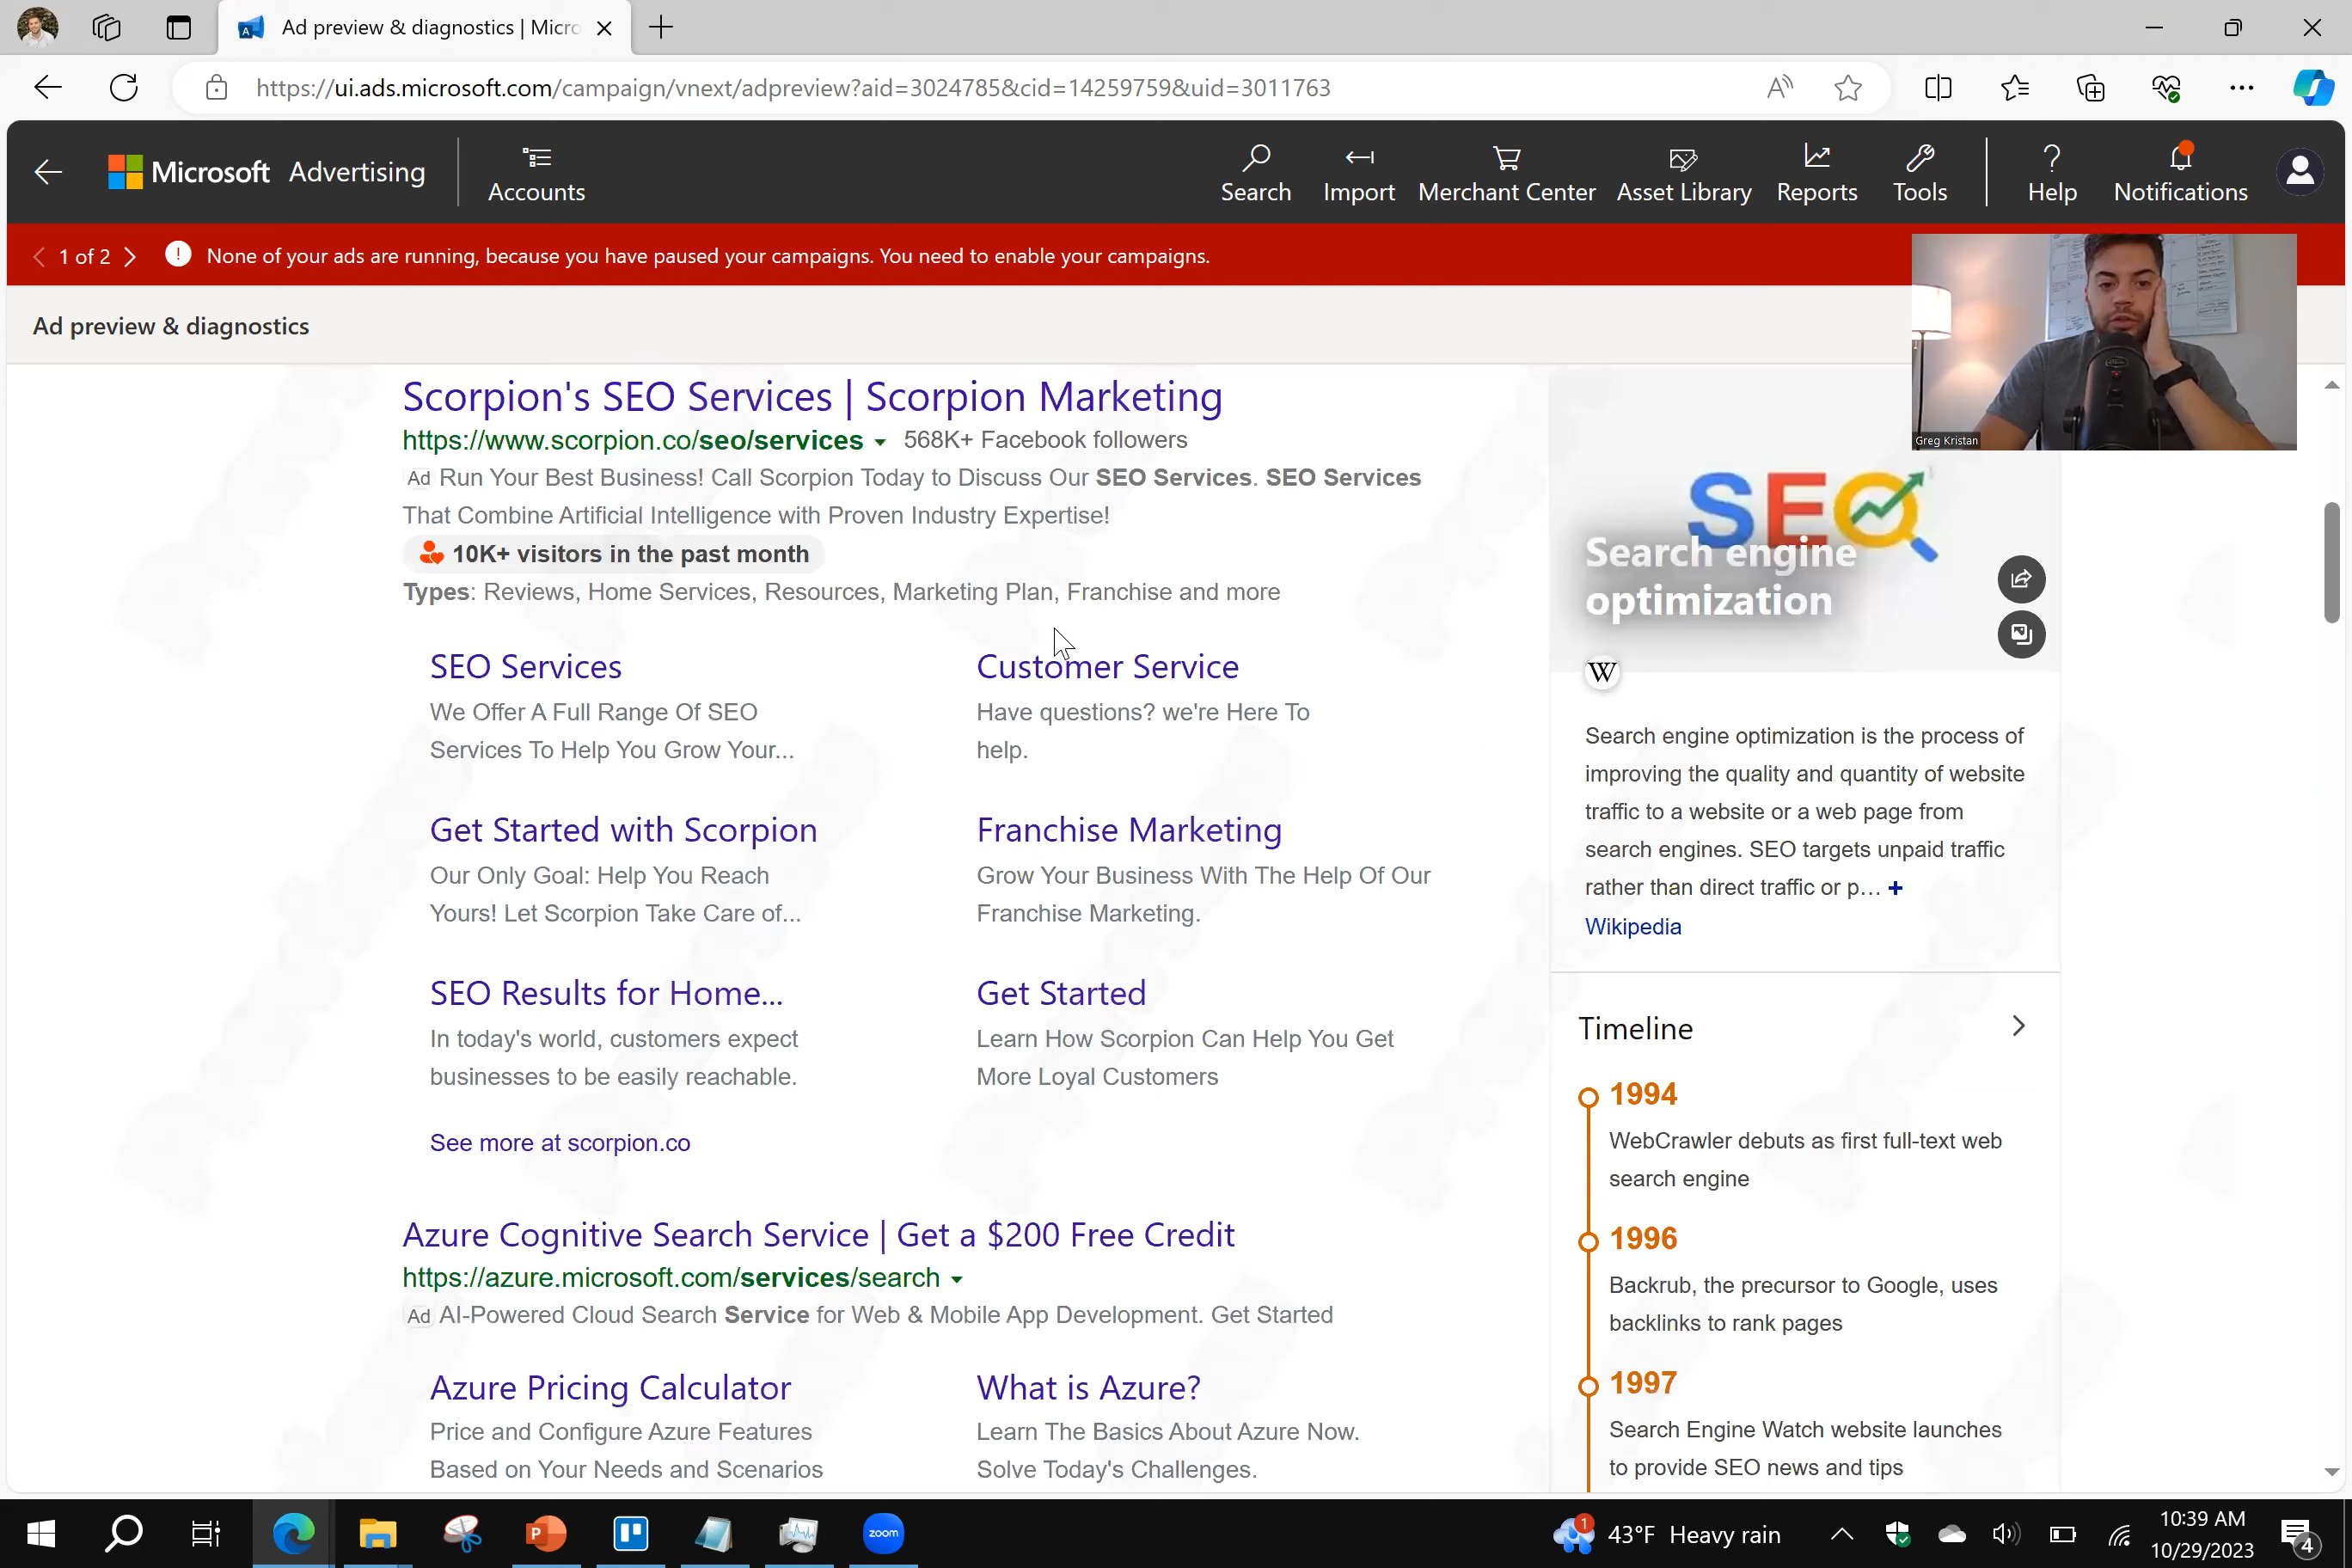 Ad preview & diagnostics | Micro
https://ui.ads.microsoft.com/campaign/vnext/adpreview?aid=3024785&cid=14259759&uid=3011763
Microsoft Advertising
Accounts
Search
Import
Merchant Center
Asset Library
Reports
Tools
Help
Notifications
1 of 2
None of your ads are running, because you have paused your campaigns. You need to enable your campaigns.
Ad preview & diagnostics
Greg Kristan
Scorpion's SEO Services | Scorpion Marketing
https://www.scorpion.co/seo/services 568K+ Facebook followers
Ad Run Your Best Business! Call Scorpion Today to Discuss Our SEO Services. SEO Services
That Combine Artificial Intelligence with Proven Industry Expertise!
10K+ visitors in the past month
Types: Reviews, Home Services, Resources, Marketing Plan, Franchise and more
SEO Services
We Offer A Full Range Of SEO
Services To Help You Grow Your...
Customer Service
Have questions? we're Here To
help.
Get Started with Scorpion
Our Only Goal: Help You Reach
Yours! Let Scorpion Take Care of...
Franchise Marketing
Grow Your Business With The Help Of Our
Franchise Marketing.
SEO Results for Home...
In today's world, customers expect
businesses to be easily reachable.
Get Started
Learn How Scorpion Can Help You Get
More Loyal Customers
See more at scorpion.co
Azure Cognitive Search Service | Get a $200 Free Credit
https://azure.microsoft.com/services/search
Ad AI-Powered Cloud Search Service for Web & Mobile App Development. Get Started
Azure Pricing Calculator
Price and Configure Azure Features
Based on Your Needs and Scenarios
What is Azure?
Learn The Basics About Azure Now.
Solve Today's Challenges.
SEO
Search engine
optimization
W
Search engine optimization is the process of
improving the quality and quantity of website
traffic to a website or a web page from
search engines. SEO targets unpaid traffic
rather than direct traffic or p... +
Wikipedia
Timeline
1994
WebCrawler debuts as first full-text web
search engine
1996
Backrub, the precursor to Google, uses
backlinks to rank pages
1997
Search Engine Watch website launches
to provide SEO news and tips
zoom
1
43°F Heavy rain
10:39 AM
10/29/2023
4